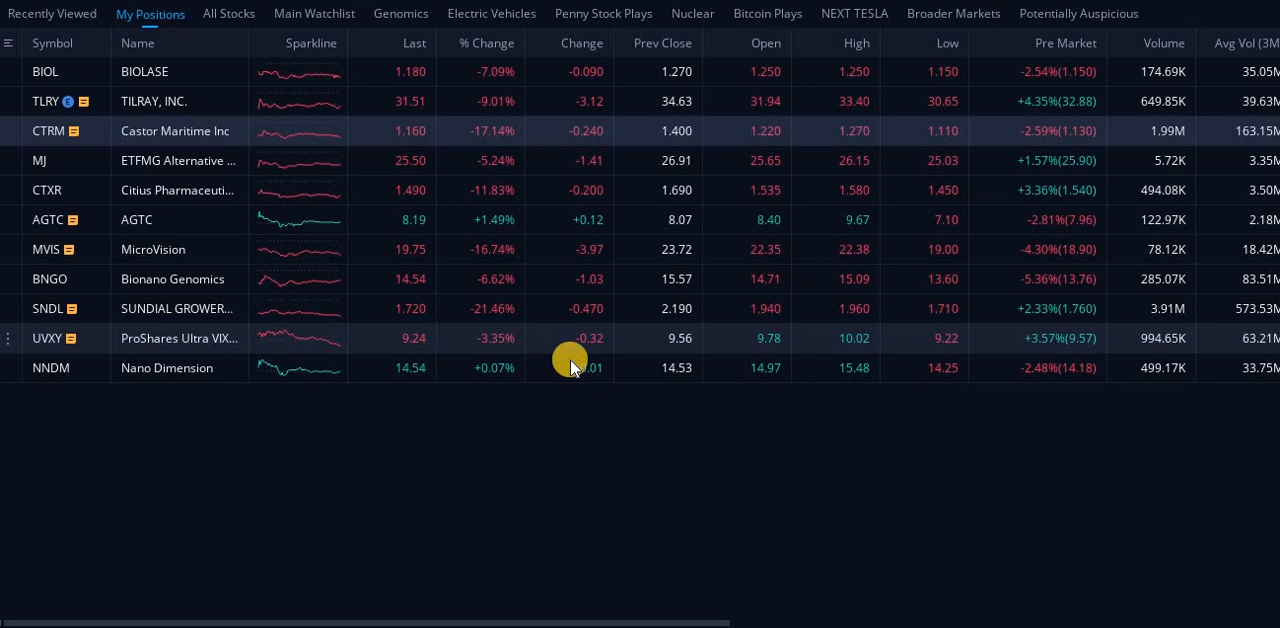 Recently Viewed My Positions All Stocks Main Watchlist Genomics Electric Vehicles Penny Stock Plays Nuclear Bitcoin Plays NEXT TESLA Broader Markets Potentially Auspicious
Symbol Name Sparkline Last % Change Change Prev Close Open High Low Pre Market Volume Avg Vol (3M
BIOL BIOLASE 1.180 -7.09% -0.090 1.270 1.250 1.250 1.150 -2.54%(1.150) 174.69K 35.05M
TLRY E TILRAY, INC. 31.51 -9.01% -3.12 34.63 31.94 33.40 30.65 +4.35%(32.88) 649.85K 39.63M
CTRM Castor Maritime Inc 1.160 -17.14% -0.240 1.400 1.220 1.270 1.110 -2.59%(1.130) 1.99M 163.15M
MJ ETFMG Alternative ... 25.50 -5.24% -1.41 26.91 25.65 26.15 25.03 +1.57%(25.90) 5.72K 3.35M
CTXR Citius Pharmaceuti... 1.490 -11.83% -0.200 1.690 1.535 1.580 1.450 +3.36%(1.540) 494.08K 3.50M
AGTC AGTC 8.19 +1.49% +0.12 8.07 8.40 9.67 7.10 -2.81%(7.96) 122.97K 2.18M
MVIS MicroVision 19.75 -16.74% -3.97 23.72 22.35 22.38 19.00 -4.30%(18.90) 78.12K 18.42M
BNGO Bionano Genomics 14.54 -6.62% -1.03 15.57 14.71 15.09 13.60 -5.36%(13.76) 285.07K 83.51M
SNDL SUNDIAL GROWER... 1.720 -21.46% -0.470 2.190 1.940 1.960 1.710 +2.33%(1.760) 3.91M 573.53M
UVXY ProShares Ultra VIX... 9.24 -3.35% -0.32 9.56 9.78 10.02 9.22 +3.57%(9.57) 994.65K 63.21M
NNDM Nano Dimension 14.54 +0.07% .01 14.53 14.97 15.48 14.25 -2.48%(14.18) 499.17K 33.75M